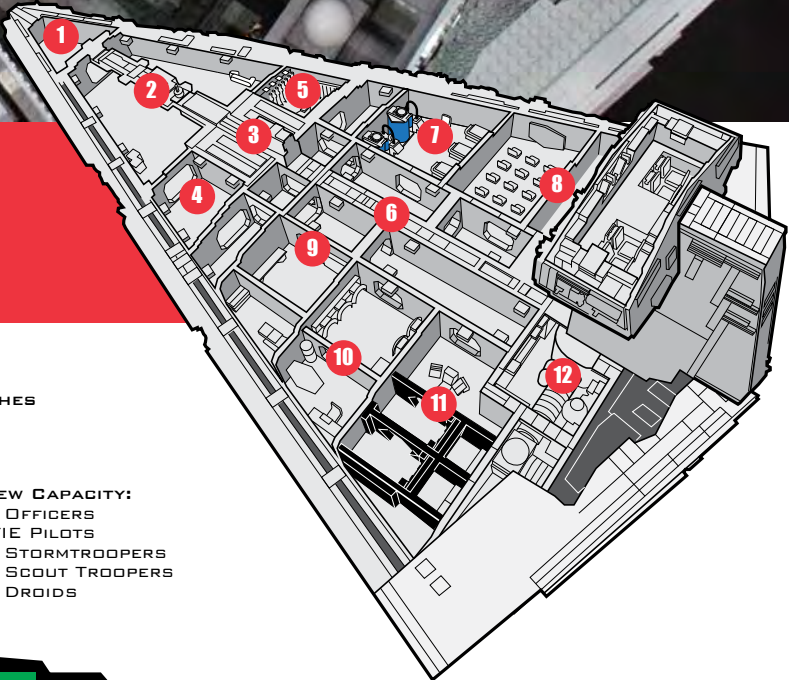 1
2
5
3
7
4
8
6
9
10
11
12
HES
EW CAPACITY:
OFFICERS
IE PILOTS
STORMTROOPERS
SCOUT TROOPERS
DROIDS